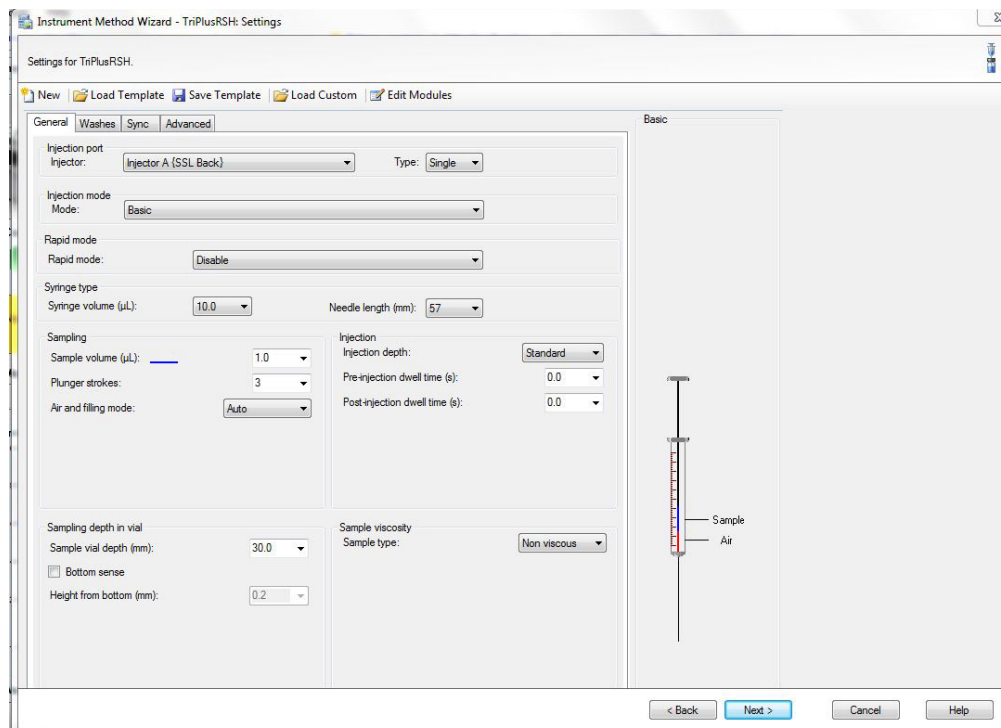 Instrument Method Wizard - TriPlusRSH: Settings
Settings for TriPlusRSH.
New Load Template Save Template Load Custom Edit Modules
General Washes Sync Advanced
Basic
Injection port
Injector: Injector A {SSL Back} Type: Single
Injection mode
Mode: Basic
Rapid mode
Rapid mode: Disable
Syringe type
Syringe volume (µL): 10.0 Needle length (mm): 57
Sampling
Sample volume (µL): 1.0
Plunger strokes: 3
Air and filling mode: Auto
Injection
Injection depth: Standard
Pre-injection dwell time (s): 0.0
Post-injection dwell time (s): 0.0
Sampling depth in vial
Sample vial depth (mm): 30.0
Bottom sense
Height from bottom (mm): 0.2
Sample viscosity
Sample type: Non viscous
Sample
Air
< Back Next > Cancel Help